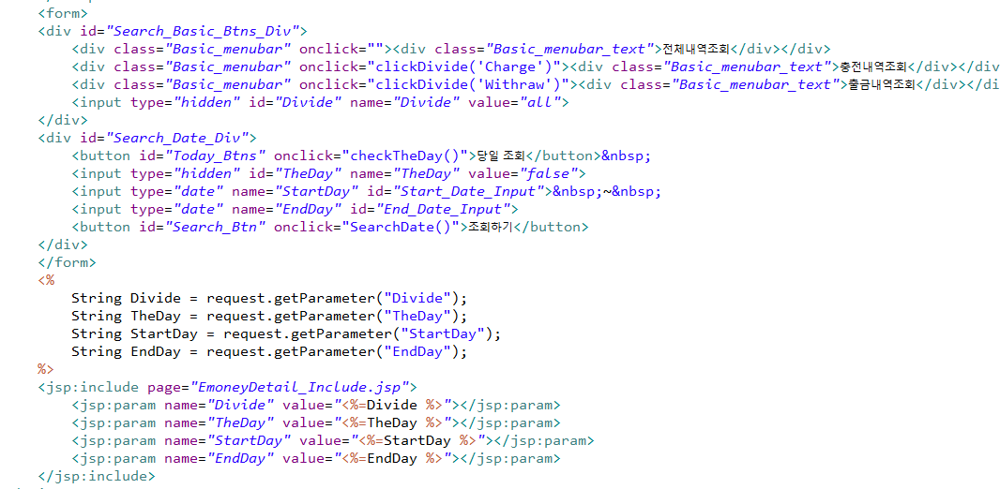 <form>
<div id="Search_Basic_Btns_Div">
<div class="Basic_menubar" onclick=""><div class="Basic_menubar_text">전체내역조회</div></div>
<div class="Basic_menubar" onclick="clickDivide('Charge')"><div class="Basic_menubar_text">충전내역조회</div></div
<div class="Basic_menubar" onclick="clickDivide('Withraw')"><div class="Basic_menubar_text">출금내역조회</div></di
<input type="hidden" id="Divide" name="Divide" value="all">
</div>
<div id="Search_Date_Div">
<button id="Today_Btns" onclick="checkTheDay()">당일 조회</button>&nbsp;
<input type="hidden" id="TheDay" name="TheDay" value="false">
<input type="date" name="StartDay" id="Start_Date_Input">&nbsp;~&nbsp;
<input type="date" name="EndDay" id="End_Date_Input">
<button id="Search_Btn" onclick="SearchDate()">조회하기</button>
</div>
</form>
<%
String Divide = request.getParameter("Divide");
String TheDay = request.getParameter("TheDay");
String StartDay = request.getParameter("StartDay");
String EndDay = request.getParameter("EndDay");
%>
<jsp:include page="EmoneyDetail_Include.jsp">
<jsp:param name="Divide" value="<%=Divide %>"></jsp:param>
<jsp:param name="TheDay" value="<%=TheDay %>"></jsp:param>
<jsp:param name="StartDay" value="<%=StartDay %>"></jsp:param>
<jsp:param name="EndDay" value="<%=EndDay %>"></jsp:param>
</jsp:include>